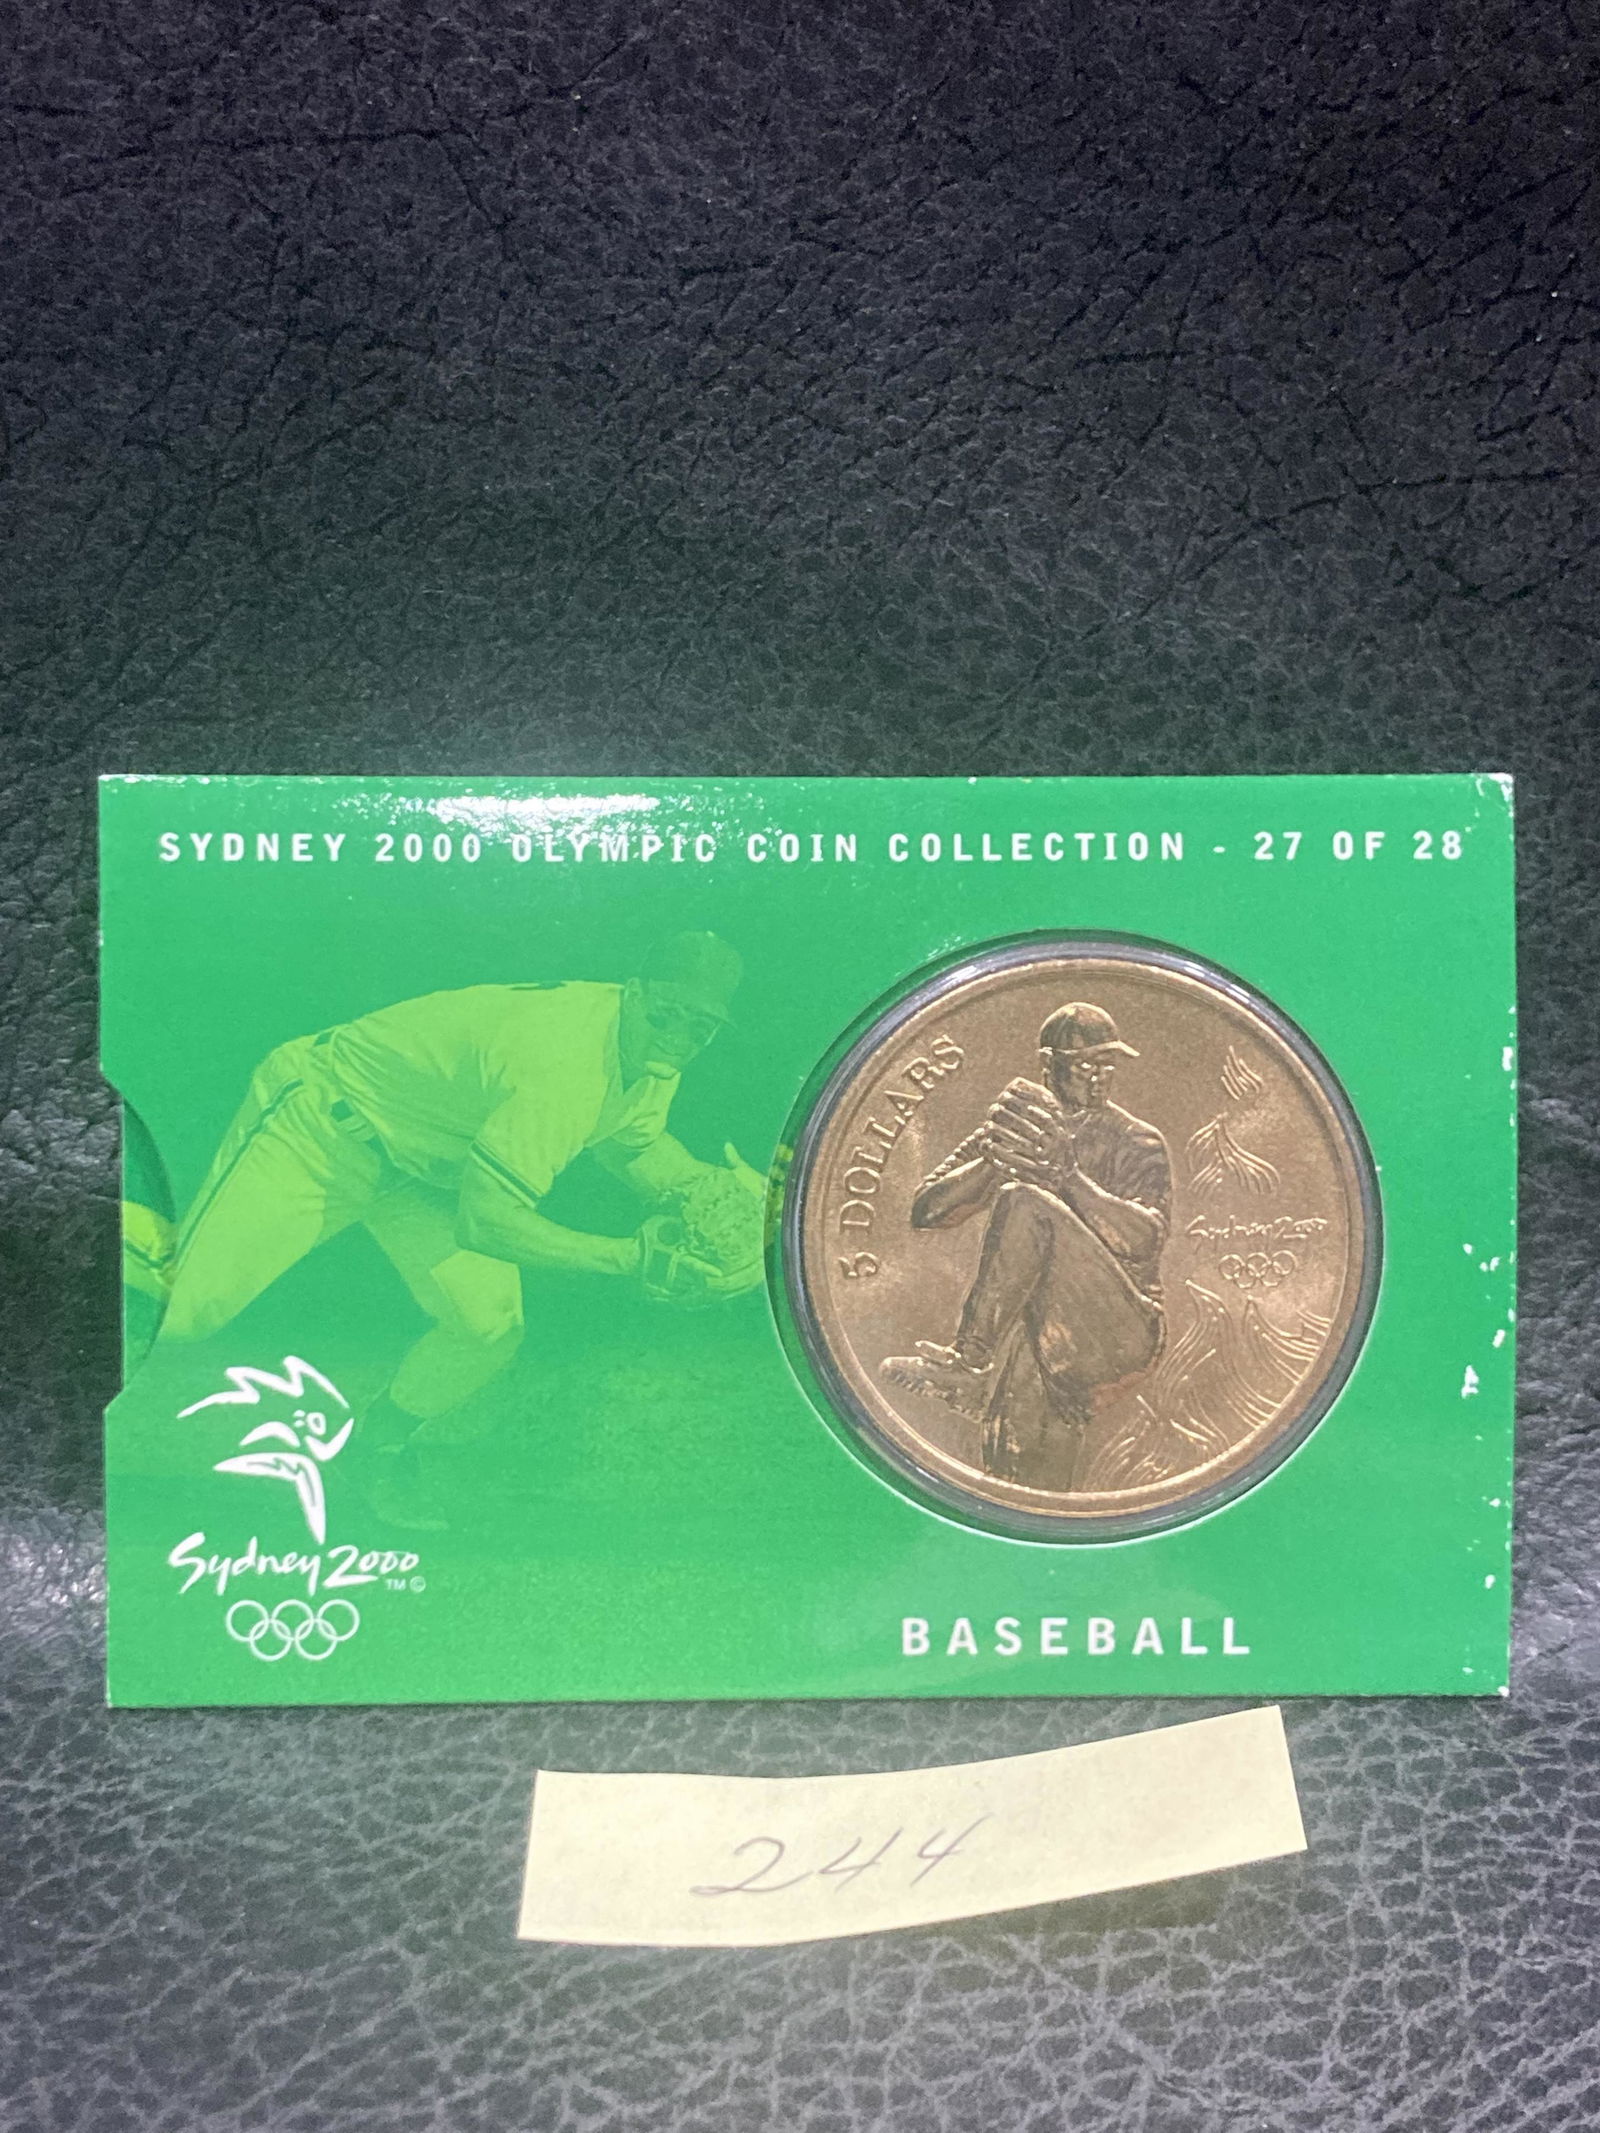 SYDNEY 2000 OLYMPIC COIN COLLECTION - 27 OF 28
5 DOLLARS
Sydney 2000
Sydney 2000 TM ©
BASEBALL
244